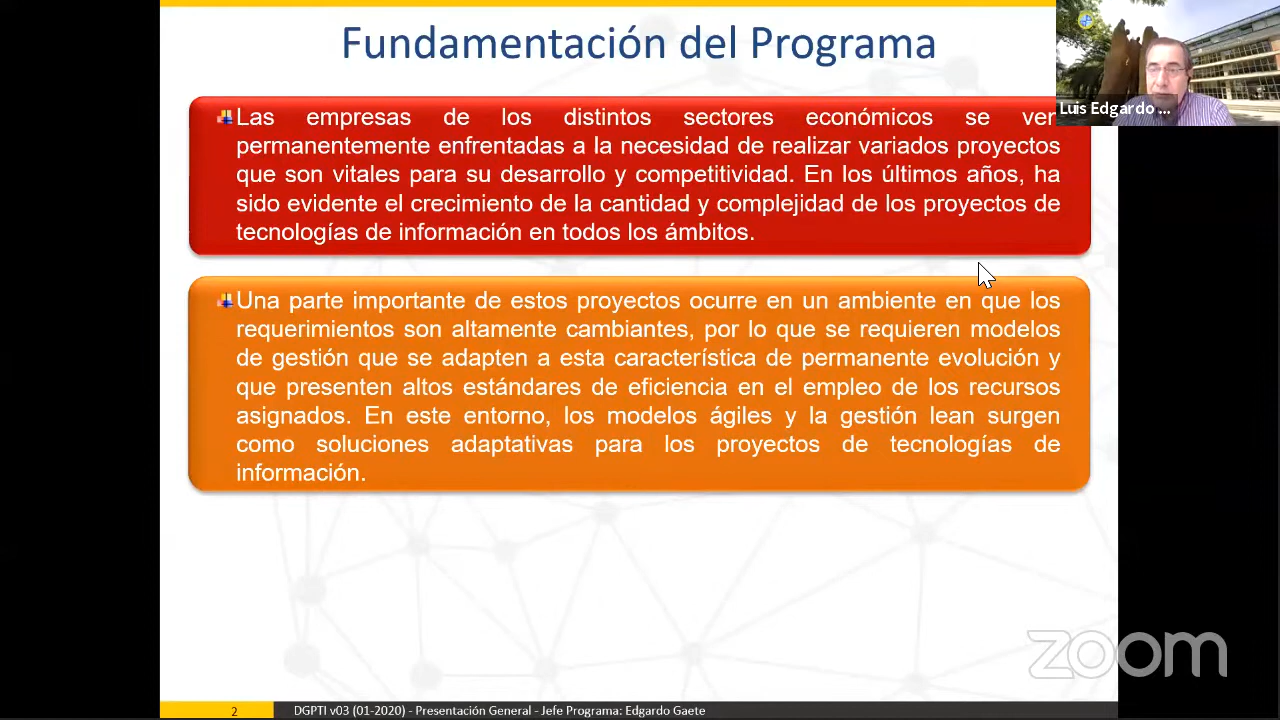 Fundamentación del Programa
Luis Edgardo ...
Las empresas de los distintos sectores económicos se ven
permanentemente enfrentadas a la necesidad de realizar variados proyectos
que son vitales para su desarrollo y competitividad. En los últimos años, ha
sido evidente el crecimiento de la cantidad y complejidad de los proyectos de
tecnologías de información en todos los ámbitos.
Una parte importante de estos proyectos ocurre en un ambiente en que los
requerimientos son altamente cambiantes, por lo que se requieren modelos
de gestión que se adapten a esta característica de permanente evolución y
que presenten altos estándares de eficiencia en el empleo de los recursos
asignados. En este entorno, los modelos ágiles y la gestión lean surgen
como soluciones adaptativas para los proyectos de tecnologías de
información.
zoom
2 DGPTI v03 (01-2020) - Presentación General - Jefe Programa: Edgardo Gaete